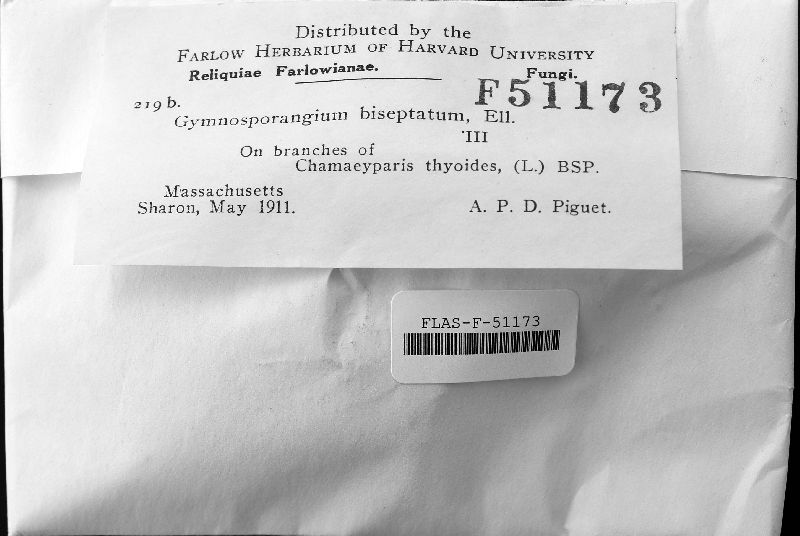 Distributed by the
FARLOW HERBARIUM OF HARVARD UNIVERSITY
Reliquiae Farlowianae. Fungi.
F51173
219 b.
Gymnosporangium biseptatum, Ell.
III
On branches of
Chamaeyparis thyoides, (L.) BSP.
Massachusetts
Sharon, May 1911. A. P. D. Piguet.
FLAS-F-51173